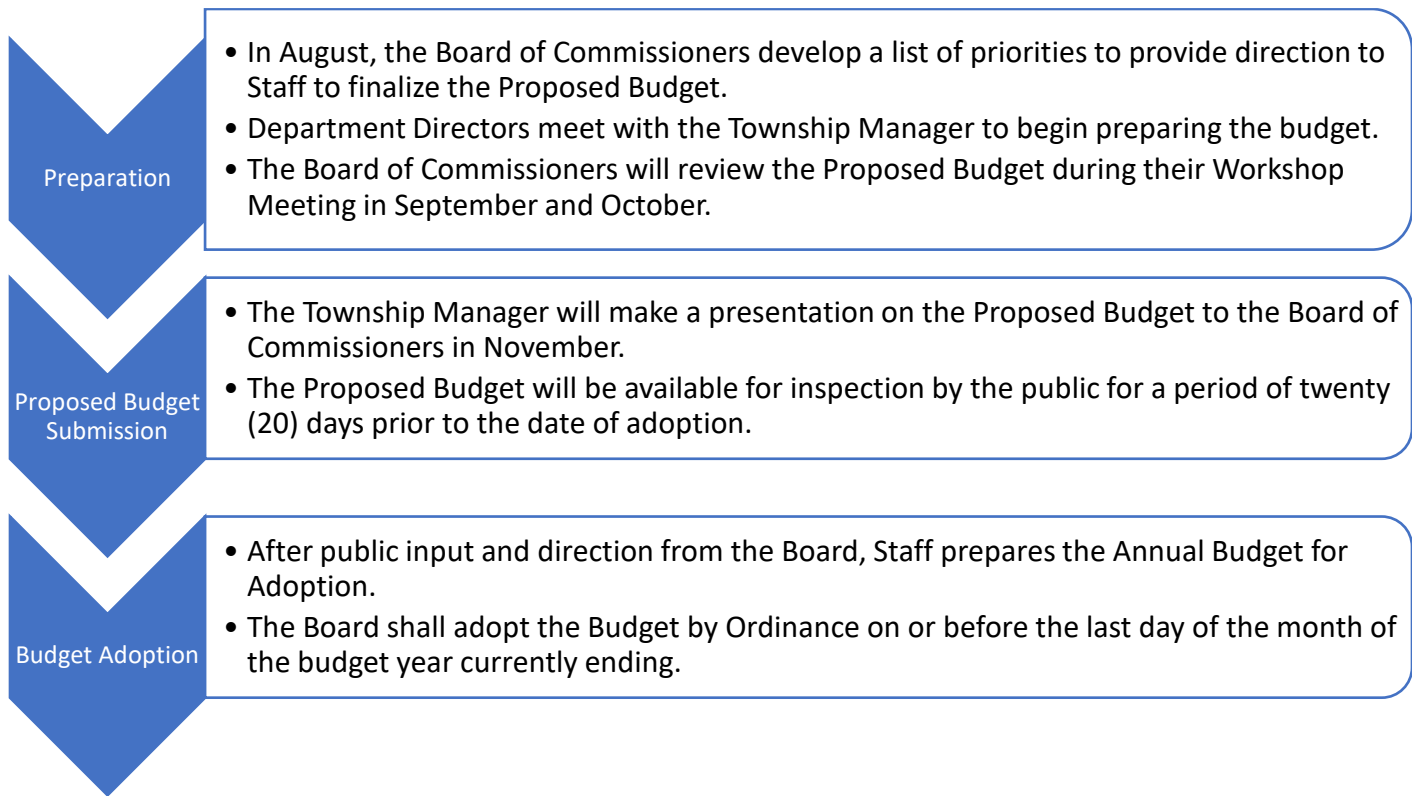 Preparation
• In August, the Board of Commissioners develop a list of priorities to provide direction to
Staff to finalize the Proposed Budget.
• Department Directors meet with the Township Manager to begin preparing the budget.
• The Board of Commissioners will review the Proposed Budget during their Workshop
Meeting in September and October.
Proposed Budget
Submission
• The Township Manager will make a presentation on the Proposed Budget to the Board of
Commissioners in November.
• The Proposed Budget will be available for inspection by the public for a period of twenty
(20) days prior to the date of adoption.
Budget Adoption
• After public input and direction from the Board, Staff prepares the Annual Budget for
Adoption.
• The Board shall adopt the Budget by Ordinance on or before the last day of the month of
the budget year currently ending.